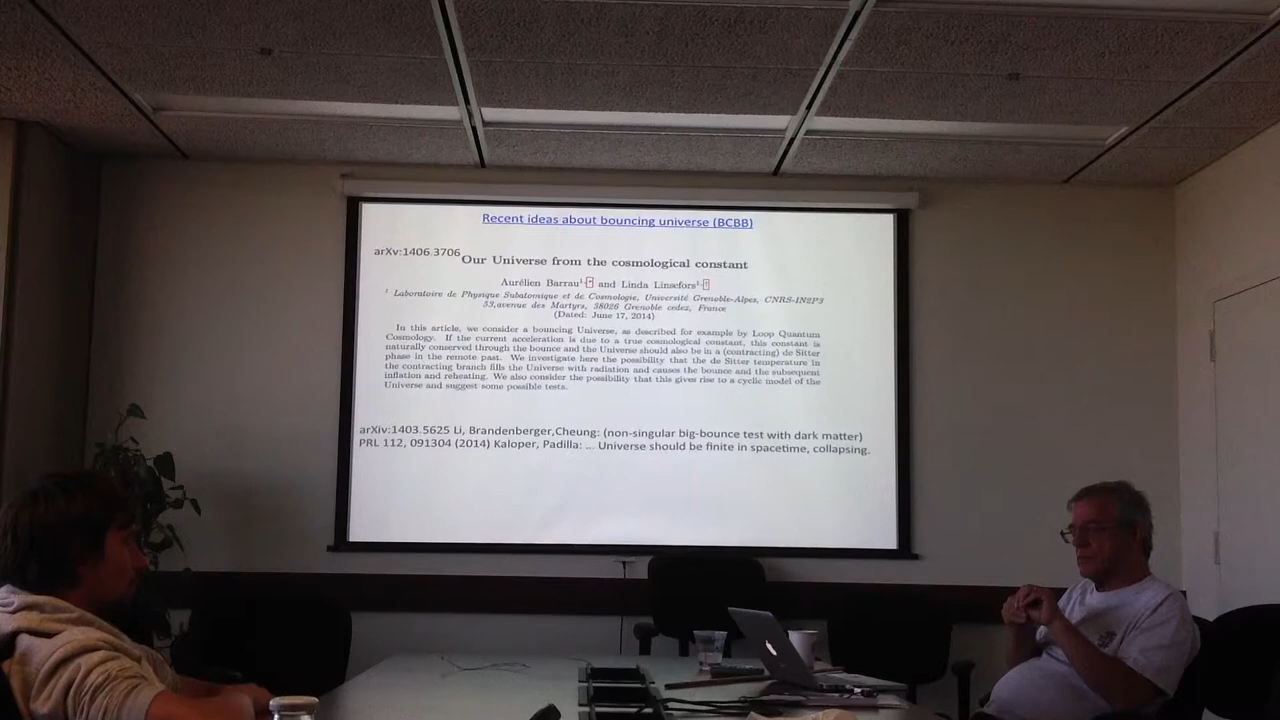 Recent ideas about bouncing universe (BCBB)
arXv:1406.3706
Our Universe from the cosmological constant
Aurélien Barrau¹,* and Linda Linsefors¹,†
¹ Laboratoire de Physique Subatomique et de Cosmologie, Université Grenoble-Alpes, CNRS-IN2P3
53,avenue des Martyrs, 38026 Grenoble cedex, France
(Dated: June 17, 2014)
In this article, we consider a bouncing Universe, as described for example by Loop Quantum
Cosmology. If the current acceleration is due to a true cosmological constant, this constant is
naturally conserved through the bounce and the Universe should also be in a (contracting) de Sitter
phase in the remote past. We investigate here the possibility that the de Sitter temperature in
the contracting branch fills the Universe with radiation and causes the bounce and the subsequent
inflation and reheating. We also consider the possibility that this gives rise to a cyclic model of the
Universe and suggest some possible tests.
arXiv:1403.5625 Li, Brandenberger,Cheung: (non-singular big-bounce test with dark matter)
PRL 112, 091304 (2014) Kaloper, Padilla: ... Universe should be finite in spacetime, collapsing.